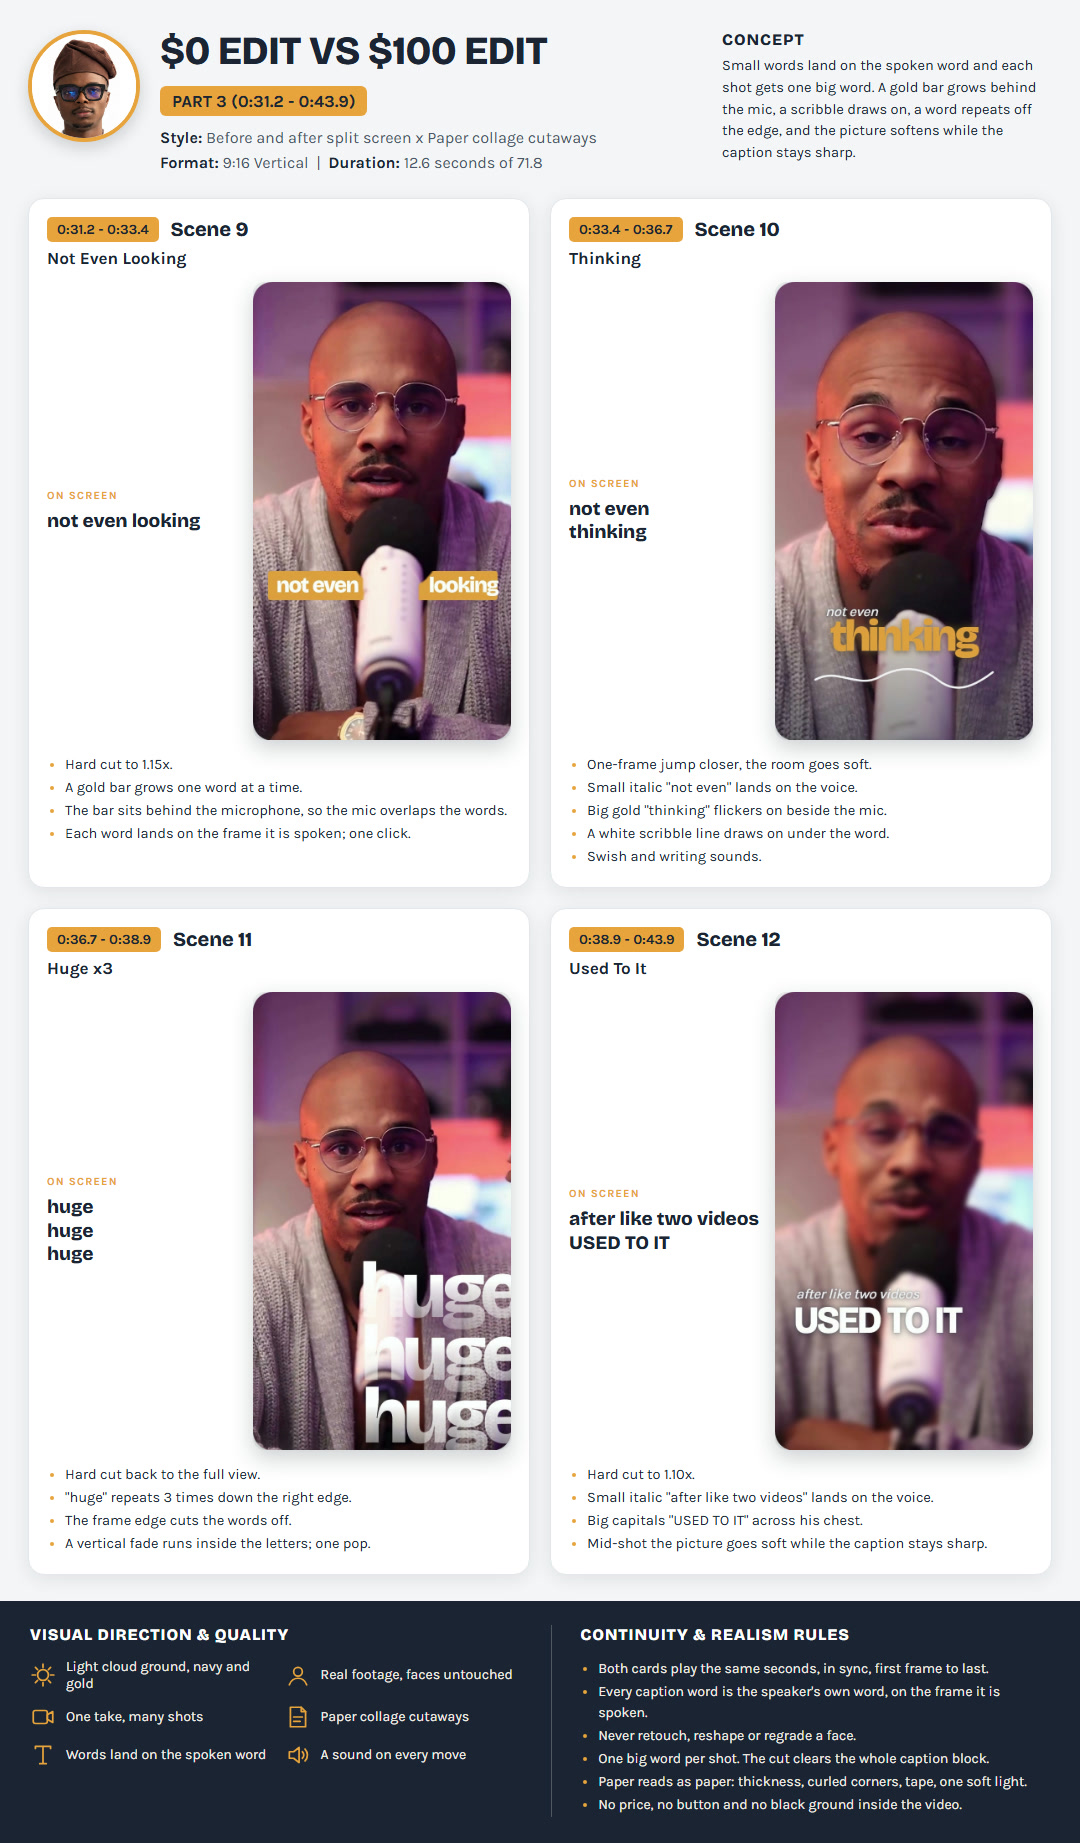 $0 EDIT VS $100 EDIT
PART 3 (0:31.2 - 0:43.9)
Style: Before and after split screen x Paper collage cutaways
Format: 9:16 Vertical | Duration: 12.6 seconds of 71.8
CONCEPT
Small words land on the spoken word and each
shot gets one big word. A gold bar grows behind
the mic, a scribble draws on, a word repeats off
the edge, and the picture softens while the
caption stays sharp.
0:31.2 - 0:33.4 Scene 9
Not Even Looking
ON SCREEN
not even looking
not even looking
Hard cut to 1.15x.
A gold bar grows one word at a time.
The bar sits behind the microphone, so the mic overlaps the words.
Each word lands on the frame it is spoken; one click.
0:33.4 - 0:36.7 Scene 10
Thinking
ON SCREEN
not even
thinking
not even
thinking
One-frame jump closer, the room goes soft.
Small italic "not even" lands on the voice.
Big gold "thinking" flickers on beside the mic.
A white scribble line draws on under the word.
Swish and writing sounds.
0:36.7 - 0:38.9 Scene 11
Huge x3
ON SCREEN
huge
huge
huge
huge
huge
huge
Hard cut back to the full view.
"huge" repeats 3 times down the right edge.
The frame edge cuts the words off.
A vertical fade runs inside the letters; one pop.
0:38.9 - 0:43.9 Scene 12
Used To It
ON SCREEN
after like two videos
USED TO IT
after like two videos
USED TO IT
Hard cut to 1.10x.
Small italic "after like two videos" lands on the voice.
Big capitals "USED TO IT" across his chest.
Mid-shot the picture goes soft while the caption stays sharp.
VISUAL DIRECTION & QUALITY
Light cloud ground, navy and
gold
Real footage, faces untouched
One take, many shots
Paper collage cutaways
Words land on the spoken word
A sound on every move
CONTINUITY & REALISM RULES
Both cards play the same seconds, in sync, first frame to last.
Every caption word is the speaker's own word, on the frame it is
spoken.
Never retouch, reshape or regrade a face.
One big word per shot. The cut clears the whole caption block.
Paper reads as paper: thickness, curled corners, tape, one soft light.
No price, no button and no black ground inside the video.